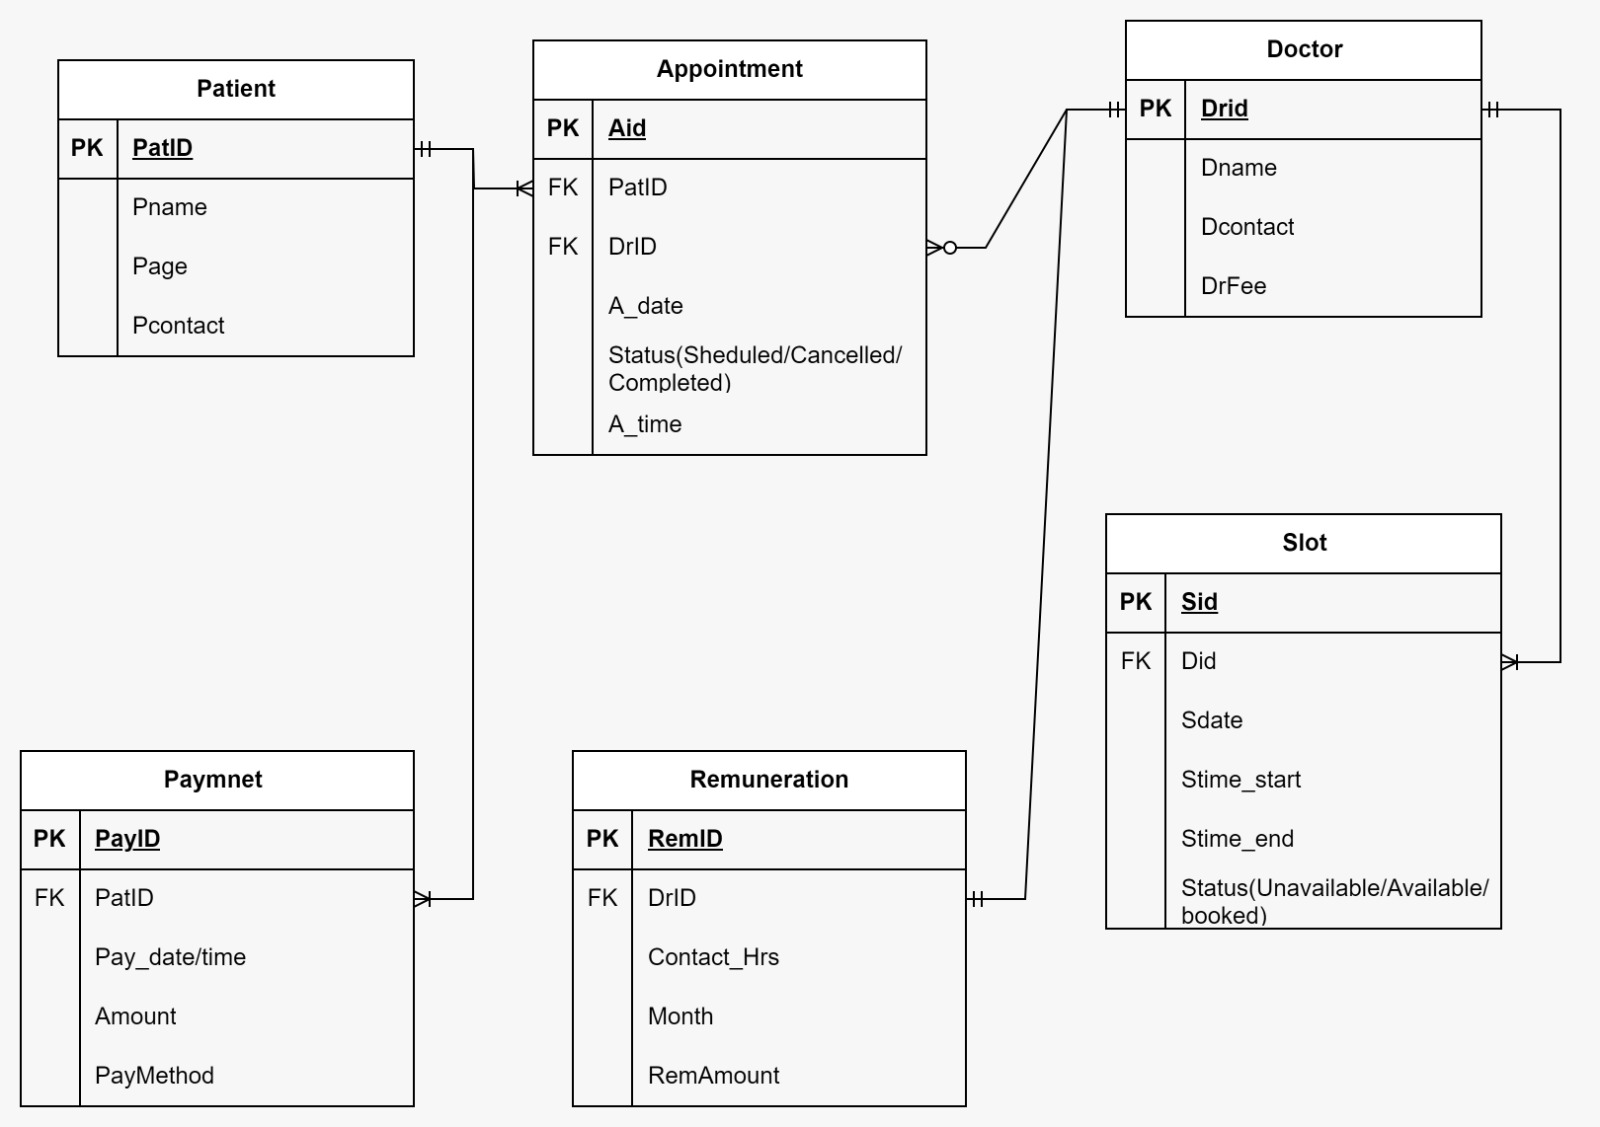 Patient
PK PatID
Pname
Page
Pcontact
Appointment
PK Aid
FK PatID
FK DrID
A_date
Status(Sheduled/Cancelled/
Completed)
A_time
Doctor
PK Drid
Dname
Dcontact
DrFee
Slot
PK Sid
FK Did
Sdate
Stime_start
Stime_end
Status(Unavailable/Available/
booked)
Paymnet
PK PayID
FK PatID
Pay_date/time
Amount
PayMethod
Remuneration
PK RemID
FK DrID
Contact_Hrs
Month
RemAmount